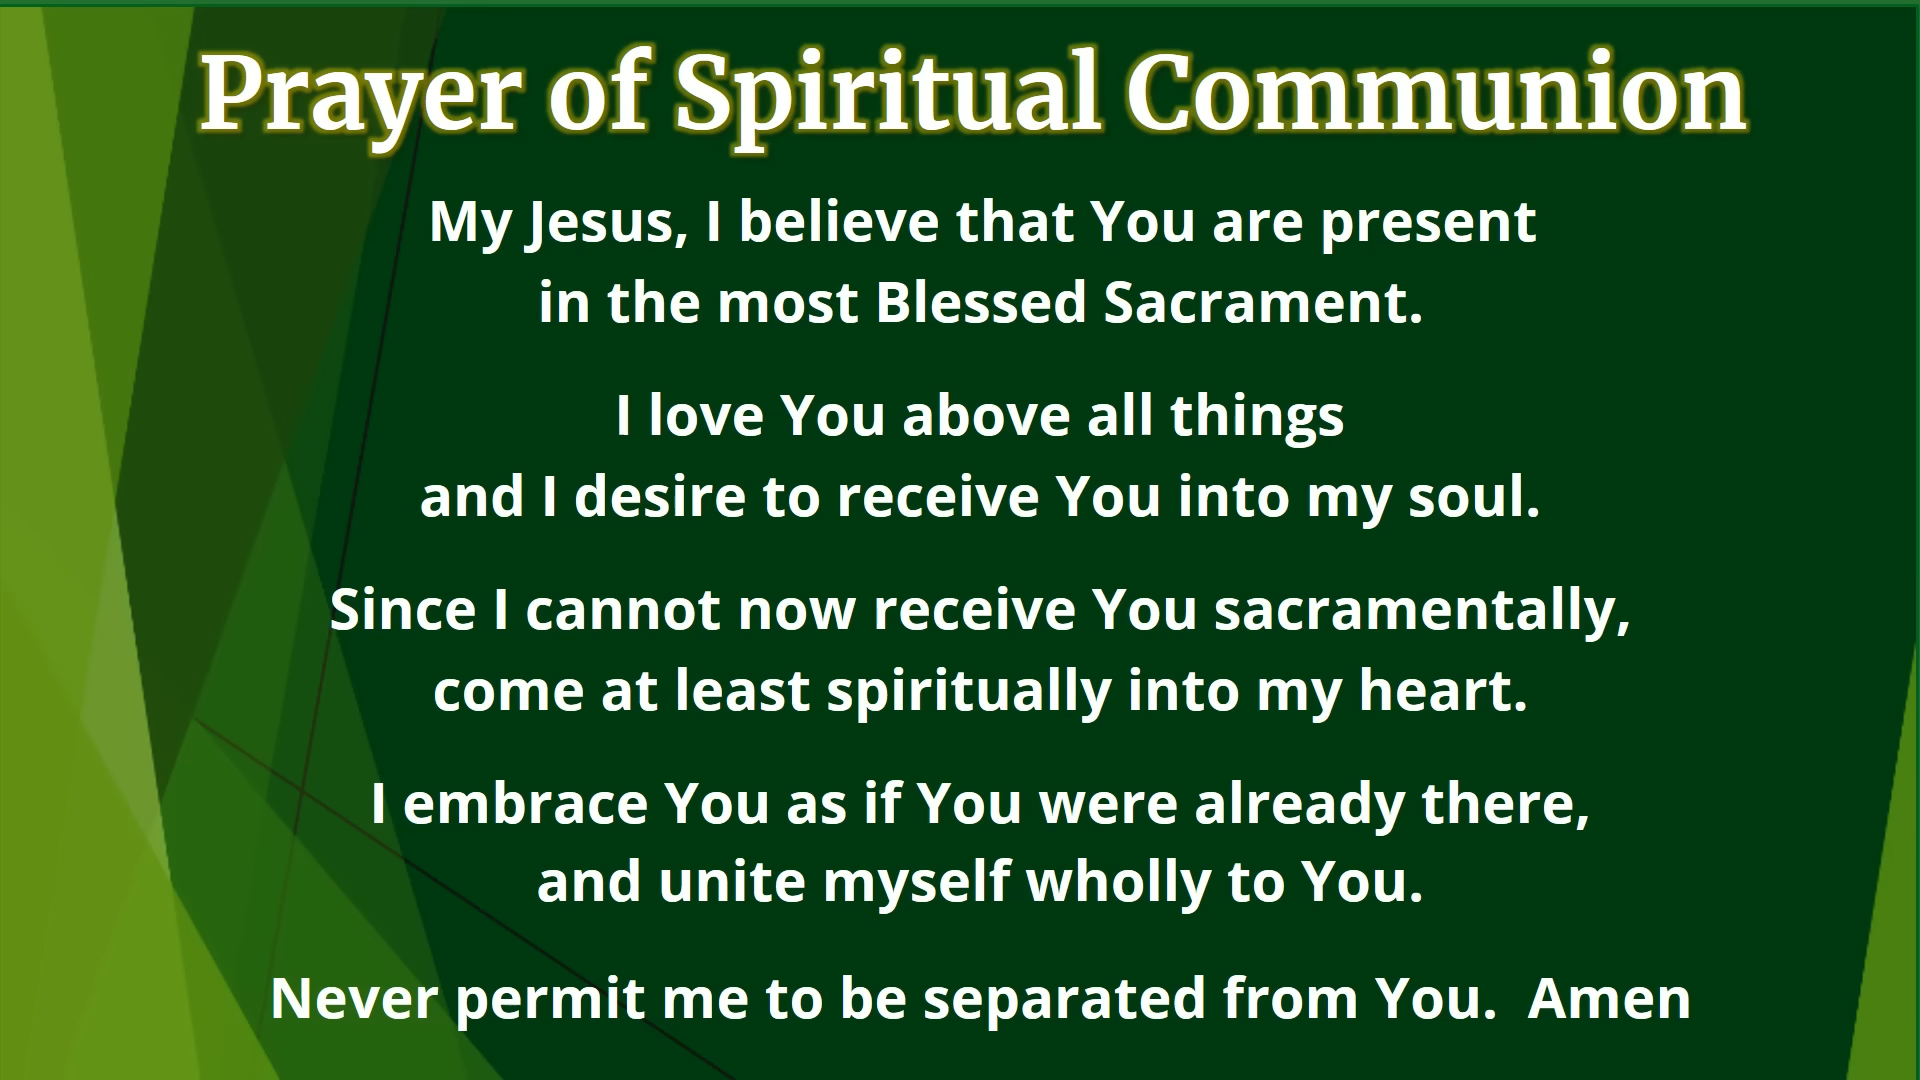 Prayer of Spiritual Communion
My Jesus, I believe that You are present
in the most Blessed Sacrament.
I love You above all things
and I desire to receive You into my soul.
Since I cannot now receive You sacramentally,
come at least spiritually into my heart.
I embrace You as if You were already there,
and unite myself wholly to You.
Never permit me to be separated from You.  Amen